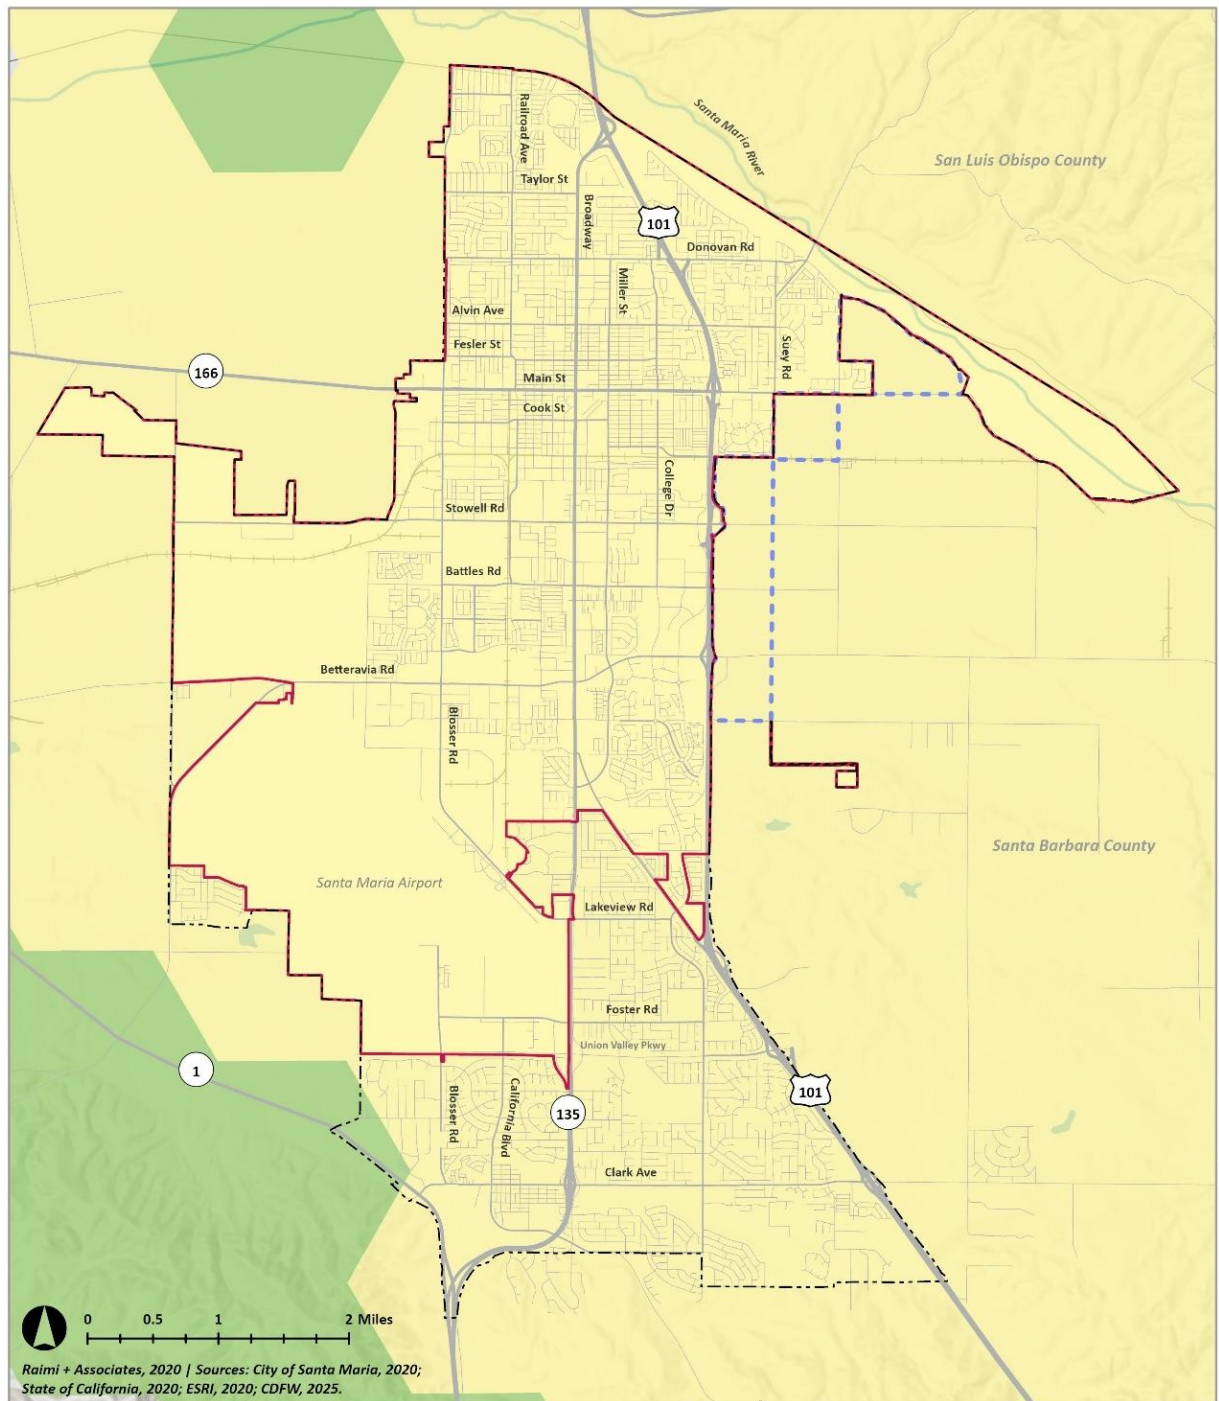 Santa Maria River
San Luis Obispo County
Railroad Ave
Taylor St
Broadway
101
Donovan Rd
Miller St
Alvin Ave
Fesler St
Suey Rd
166
Main St
Cook St
College Dr
Stowell Rd
Battles Rd
Betteravia Rd
Blosser Rd
Santa Barbara County
Santa Maria Airport
Lakeview Rd
Foster Rd
Union Valley Pkwy
1
Blosser Rd
California Blvd
135
101
Clark Ave
0 0.5 1 2 Miles
Raimi + Associates, 2020 | Sources: City of Santa Maria, 2020;
State of California, 2020; ESRI, 2020; CDFW, 2025.